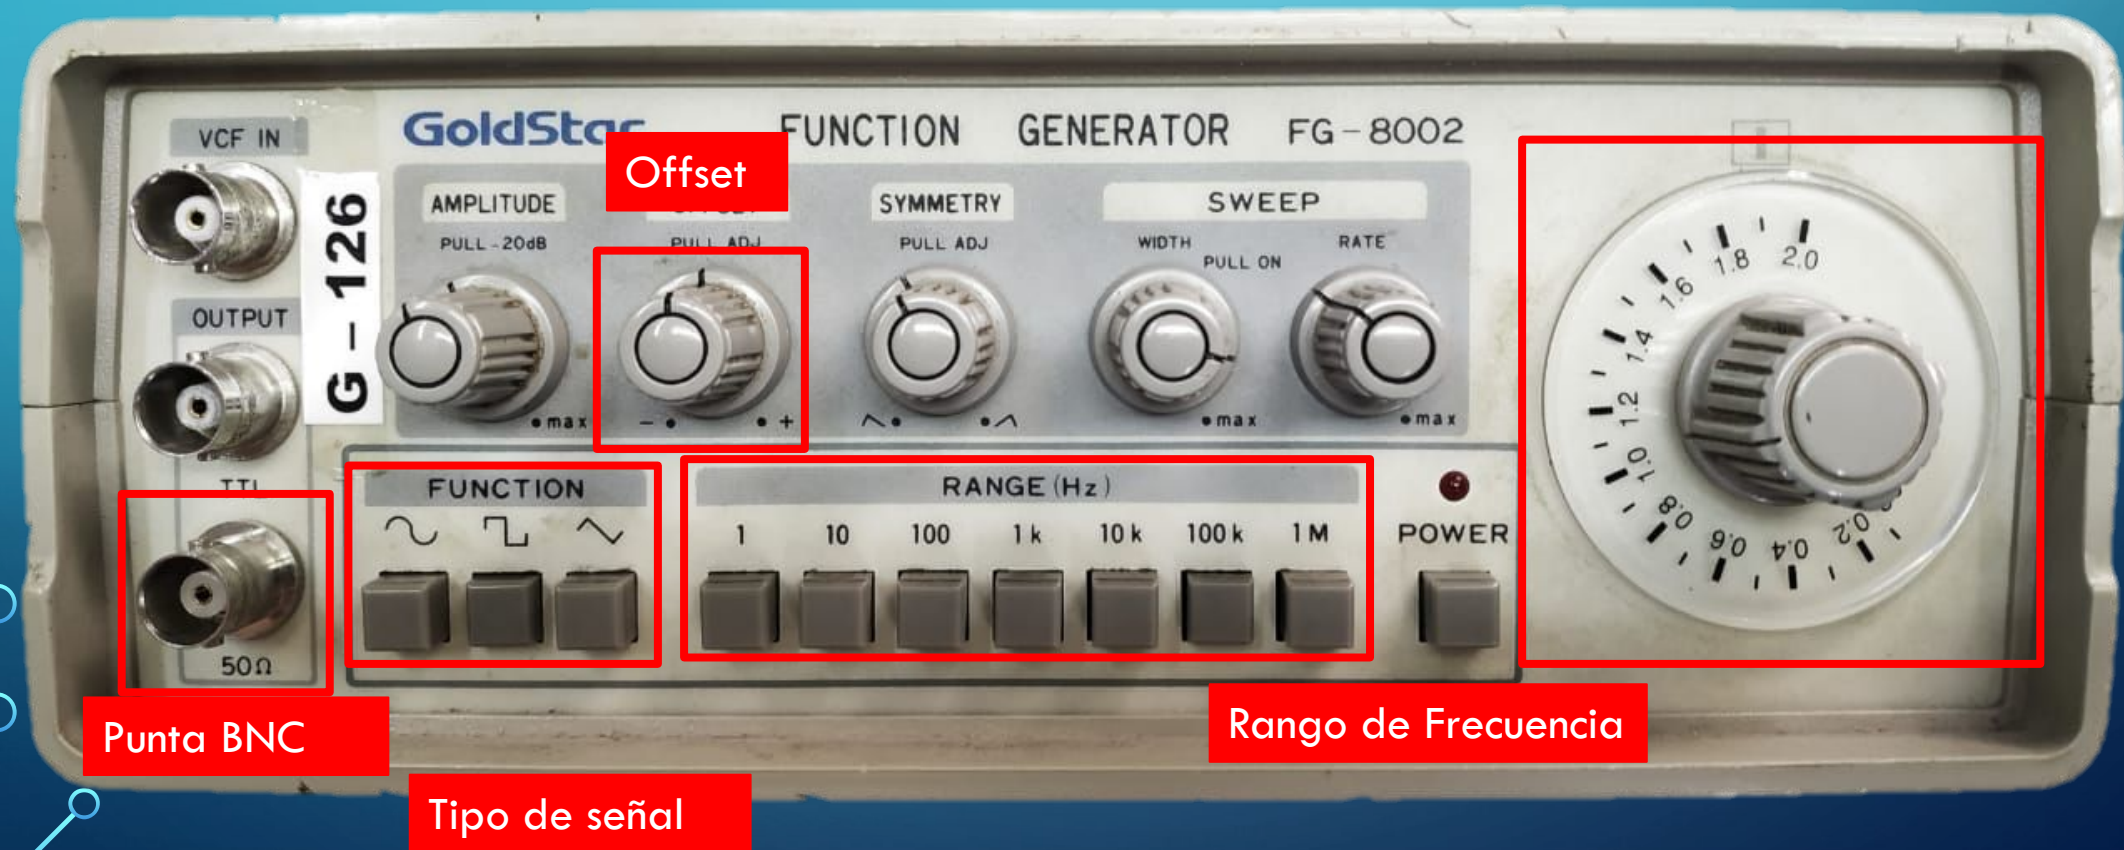 GoldStar FUNCTION GENERATOR FG-8002
VCF IN
OUTPUT
TTL
50Ω
G-126
Offset
AMPLITUDE
PULL-20dB
max
PULL ADJ
- +
SYMMETRY
PULL ADJ
SWEEP
WIDTH
PULL ON
RATE
max
max
FUNCTION
RANGE (Hz)
1 10 100 1k 10k 100k 1M
POWER
2.0
1.8
1.6
1.4
1.2
1.0
0.8
0.6
0.4
0.2
Punta BNC
Tipo de señal
Rango de Frecuencia